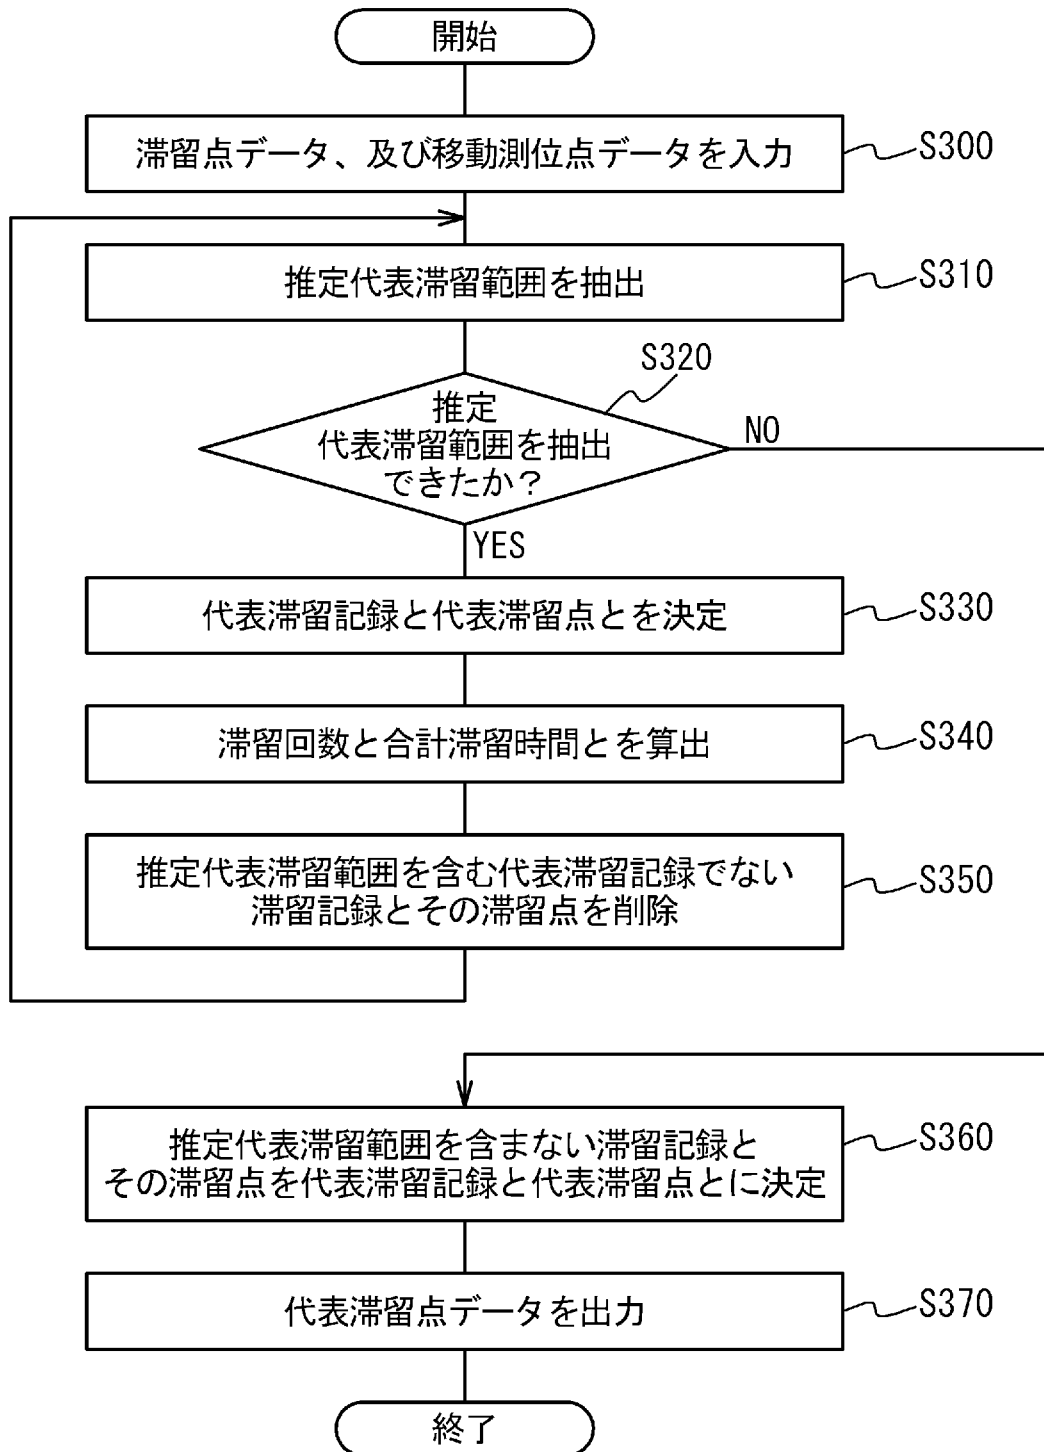 開始
滞留点データ、及び移動測位点データを入力
S300
推定代表滞留範囲を抽出
S310
S320
推定
代表滞留範囲を抽出
できたか？
NO
YES
代表滞留記録と代表滞留点とを決定
S330
滞留回数と合計滞留時間とを算出
S340
推定代表滞留範囲を含む代表滞留記録でない
滞留記録とその滞留点を削除
S350
推定代表滞留範囲を含まない滞留記録と
その滞留点を代表滞留記録と代表滞留点とに決定
S360
代表滞留点データを出力
S370
終了